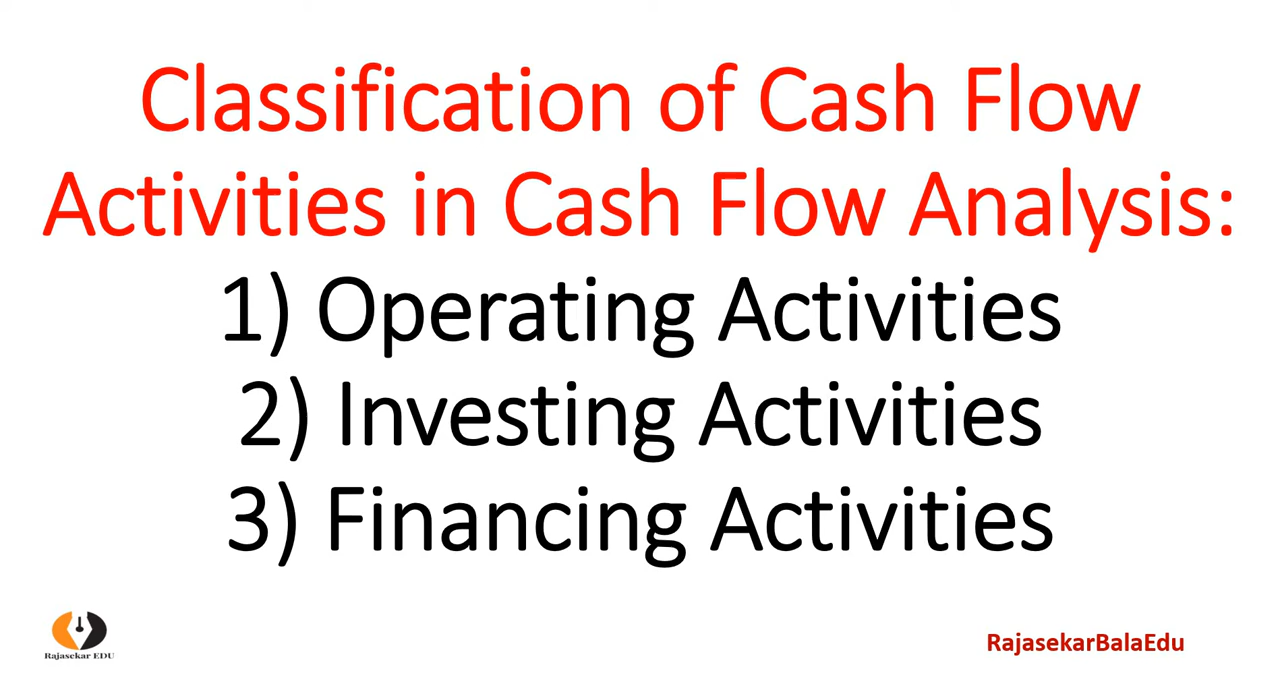 Classification of Cash Flow
Activities in Cash Flow Analysis:
1) Operating Activities
2) Investing Activities
3) Financing Activities
Rajasekar EDU
RajasekarBalaEdu